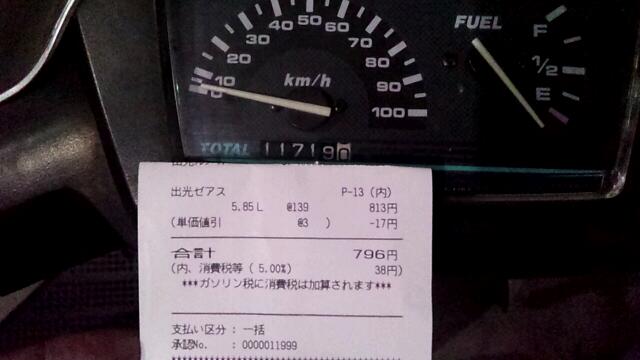 0 10 20 30 40 50 60 70 80 90 100
km/h
FUEL
F
1/2
E
TOTAL 117190
出光ゼアス P-13 (内)
5.85L @139 813円
(単価値引 @3 ) -17円
合計 796円
(内、消費税等 ( 5.00%) 38円)
***ガソリン税に消費税は加算されます***
支払い区分 : 一括
承認No. : 0000011999